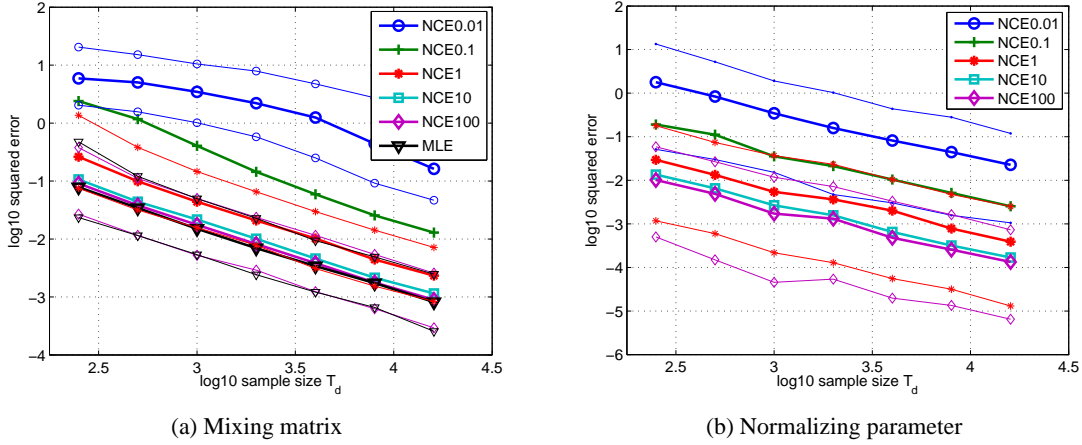 2
1
0
−1
−2
−3
−4
2.5
3
3.5
4
4.5
log10 squared error
log10 sample size T_d
NCE0.01
NCE0.1
NCE1
NCE10
NCE100
MLE
(a) Mixing matrix
2
1
−0
−1
−2
−3
−4
−5
−6
2.5
3
3.5
4
4.5
log10 squared error
log10 sample size T_d
NCE0.01
NCE0.1
NCE1
NCE10
NCE100
(b) Normalizing parameter